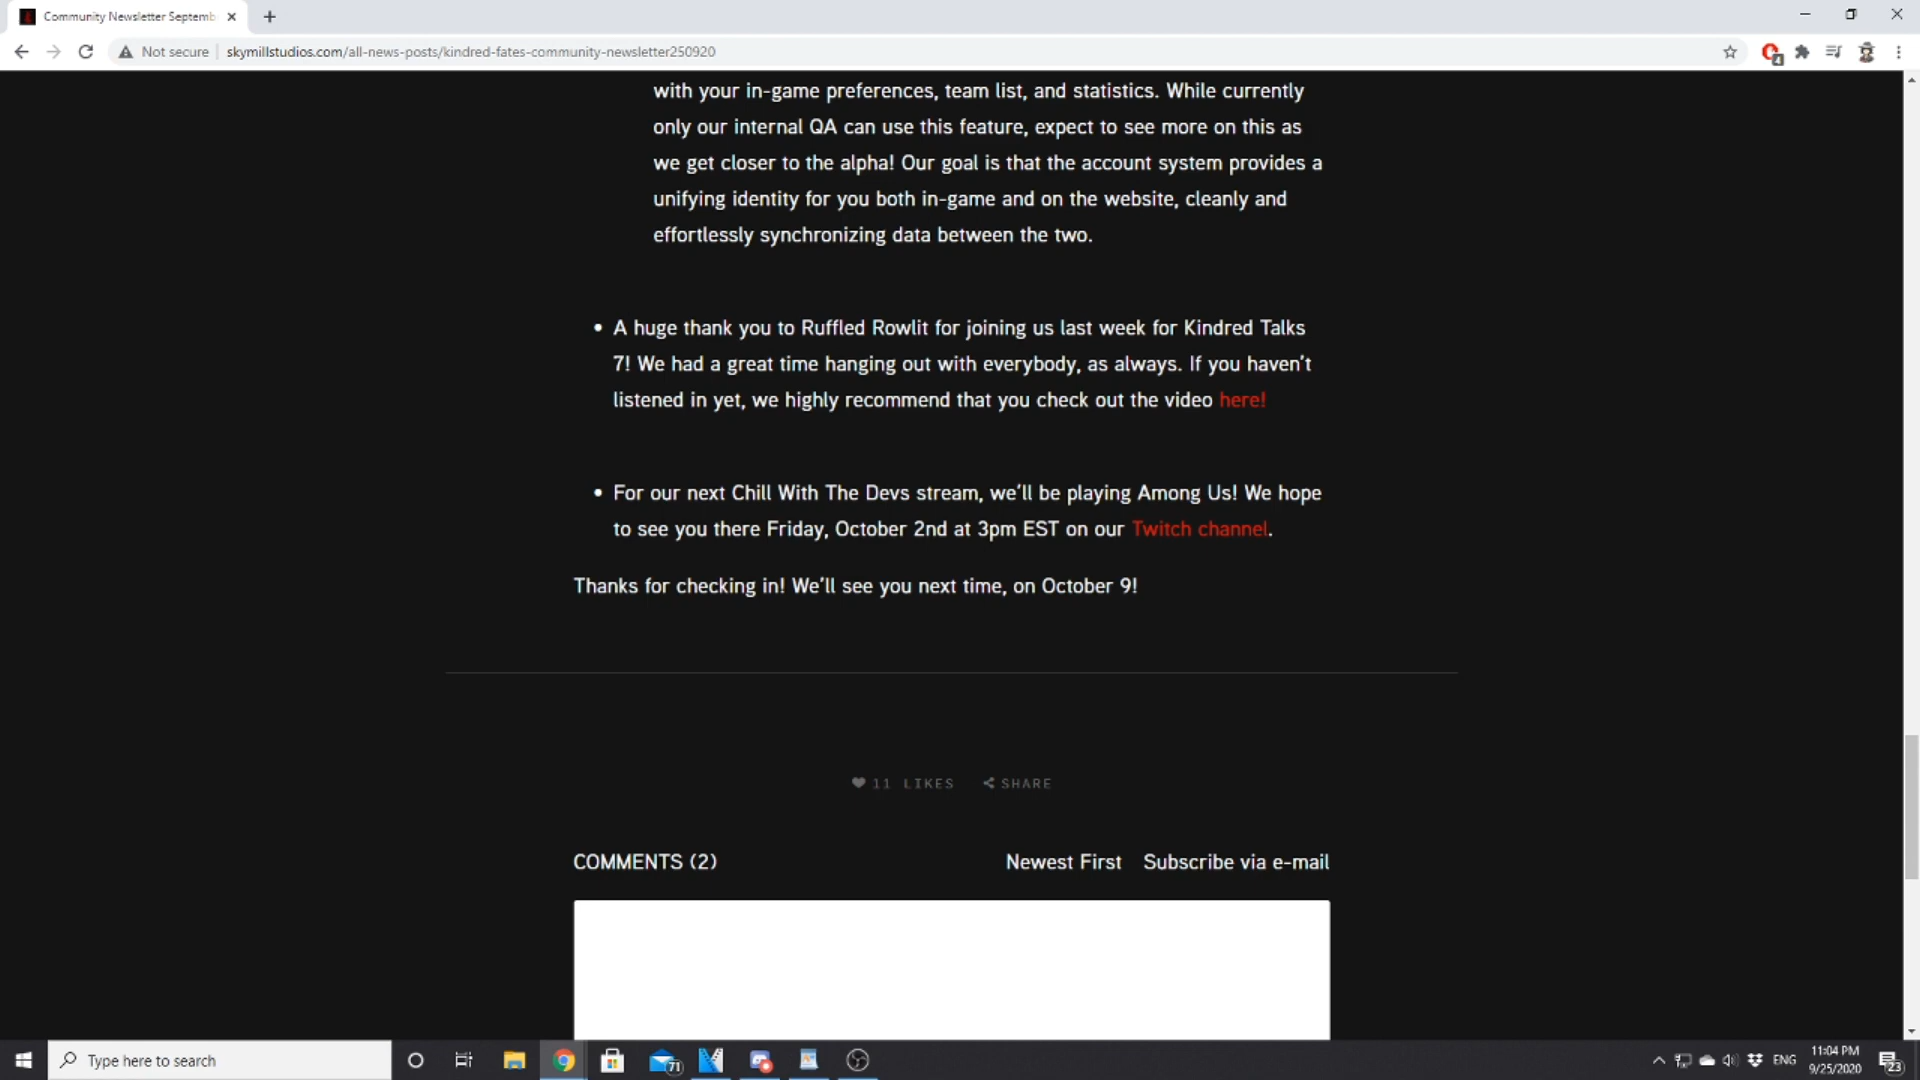 Community Newsletter Septemb
Not secure
skymillstudios.com/all-news-posts/kindred-fates-community-newsletter250920
4
with your in-game preferences, team list, and statistics. While currently
only our internal QA can use this feature, expect to see more on this as
we get closer to the alpha! Our goal is that the account system provides a
unifying identity for you both in-game and on the website, cleanly and
effortlessly synchronizing data between the two.
• A huge thank you to Ruffled Rowlit for joining us last week for Kindred Talks
7! We had a great time hanging out with everybody, as always. If you haven't
listened in yet, we highly recommend that you check out the video here!
• For our next Chill With The Devs stream, we'll be playing Among Us! We hope
to see you there Friday, October 2nd at 3pm EST on our Twitch channel.
Thanks for checking in! We'll see you next time, on October 9!
11 LIKES SHARE
COMMENTS (2) Newest First Subscribe via e-mail
Type here to search
71
ENG
11:04 PM
9/25/2020
23